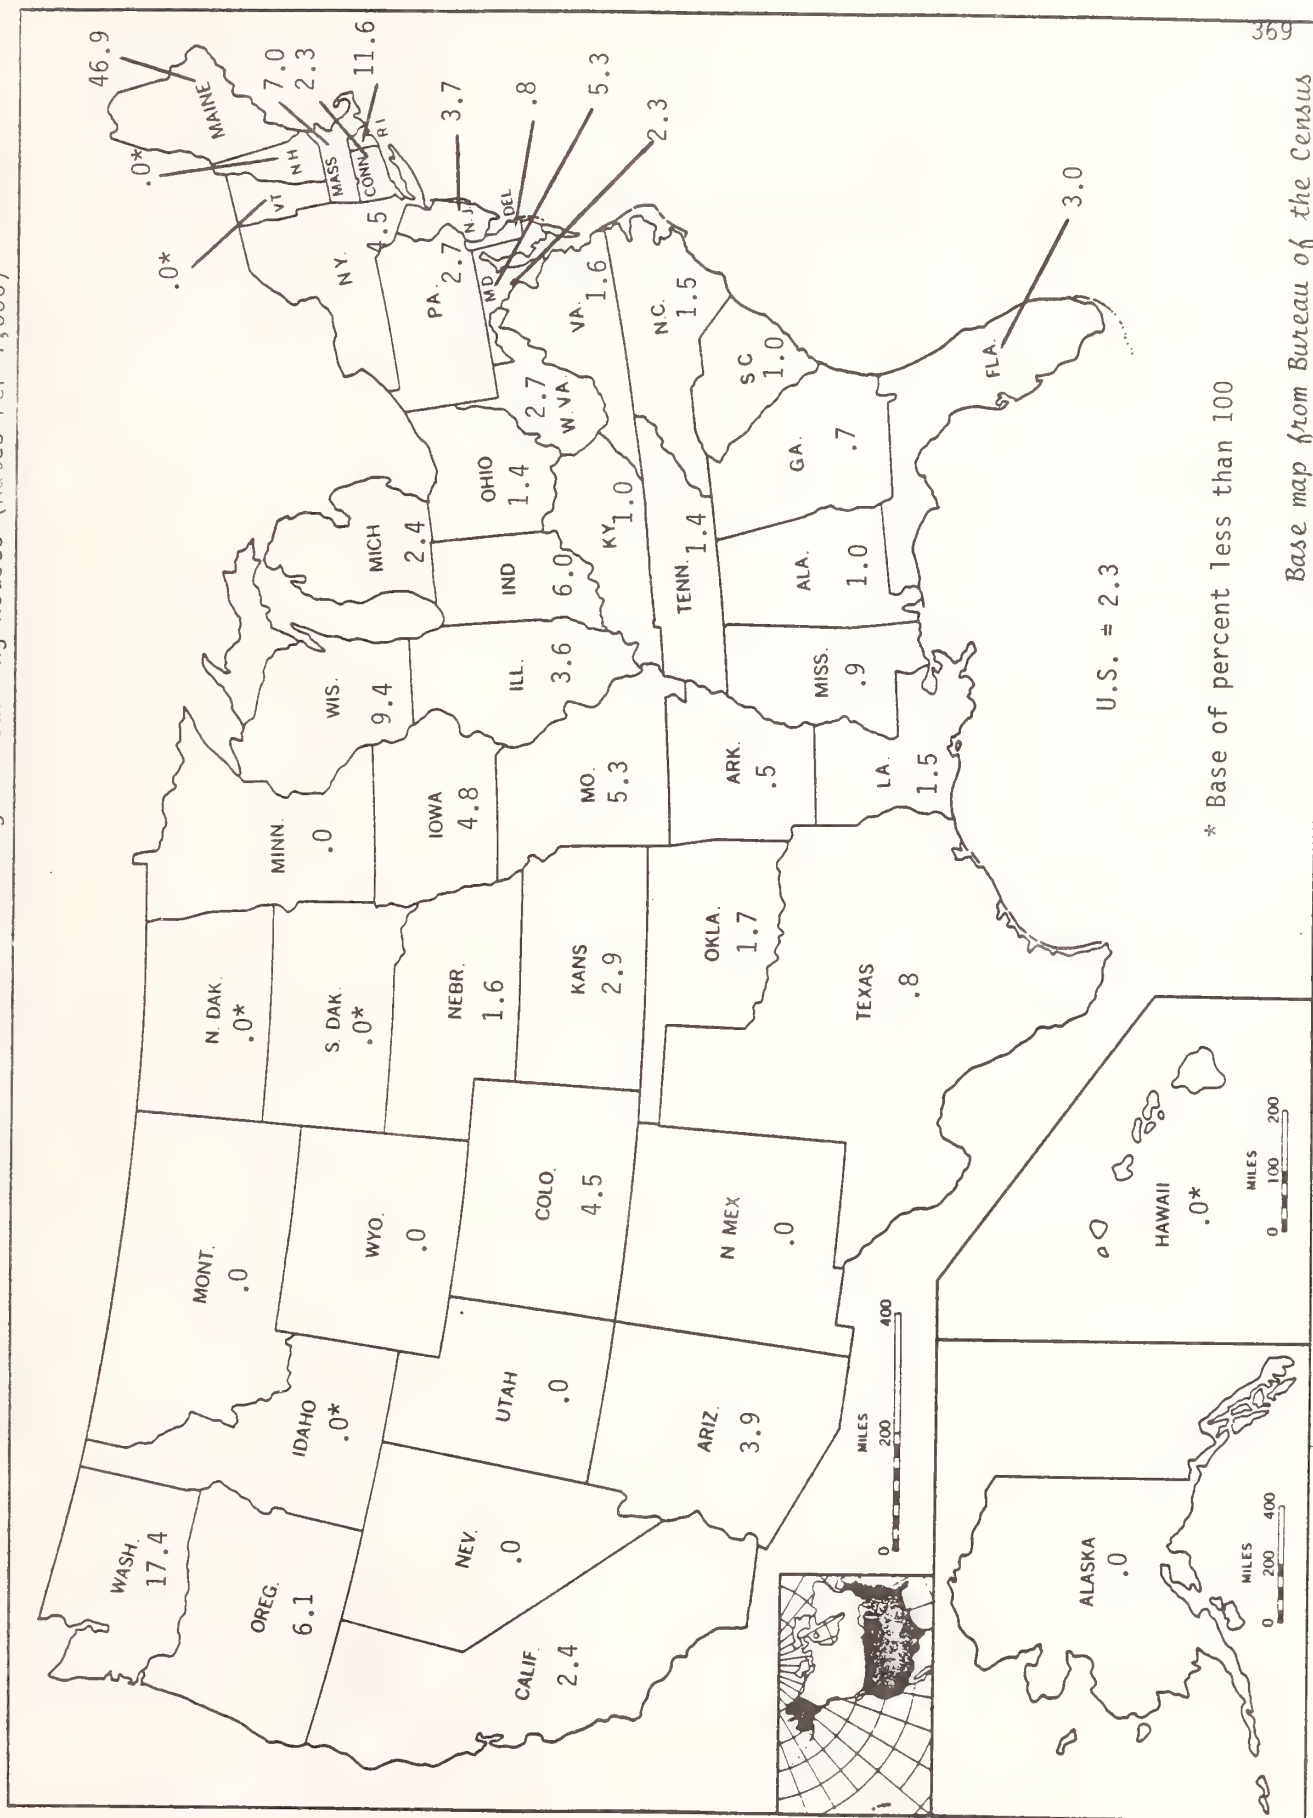 (Rates Per 1,000)
WASH.
17.4
OREG.
6.1
CALIF.
2.4
NEV.
.0
IDAHO
.0*
MONT.
.0
WYO.
.0
UTAH
.0
ARIZ.
3.9
COLO.
4.5
N MEX
.0
N. DAK.
.0*
S. DAK.
.0*
NEBR.
1.6
KANS
2.9
OKLA.
1.7
TEXAS
.8
MINN.
.0
IOWA
4.8
MO.
5.3
ARK.
.5
LA.
1.5
WIS.
9.4
ILL.
3.6
MICH
2.4
IND
6.0
OHIO
1.4
KY.
1.0
TENN.
1.4
MISS.
.9
ALA.
1.0
GA.
.7
FLA.
3.0
S C
1.0
N.C.
1.5
VA.
1.6
W.VA.
2.7
PA.
2.7
N.Y.
4.5
VT
.0*
N H
.0*
MAINE
46.9
MASS
7.0
CONN
2.3
R I
11.6
N.J.
3.7
DEL
.8
MD
5.3
2.3
U.S. = 2.3
* Base of percent less than 100
MILES
0 200 400
ALASKA
.0
MILES
0 200 400
HAWAII
.0*
MILES
0 100 200
Base map from Bureau of the Census
369